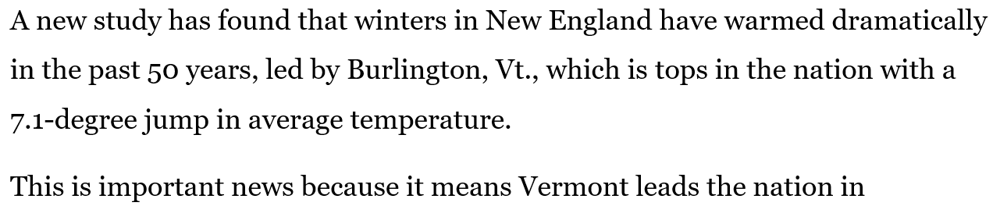 A new study has found that winters in New England have warmed dramatically
in the past 50 years, led by Burlington, Vt., which is tops in the nation with a
7.1-degree jump in average temperature.
This is important news because it means Vermont leads the nation in